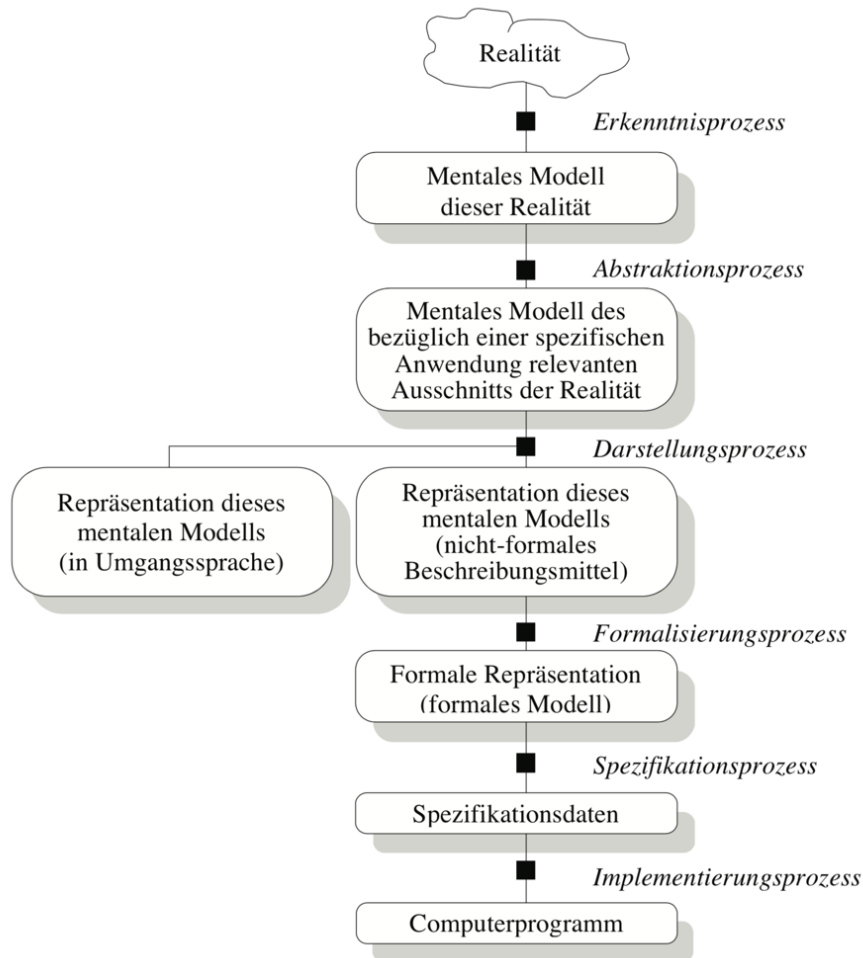 Realität
Erkenntnisprozess
Mentales Modell
dieser Realität
Abstraktionsprozess
Mentales Modell des
bezüglich einer spezifischen
Anwendung relevanten
Ausschnitts der Realität
Darstellungsprozess
Repräsentation dieses
mentalen Modells
(in Umgangssprache)
Repräsentation dieses
mentalen Modells
(nicht-formales
Beschreibungsmittel)
Formalisierungsprozess
Formale Repräsentation
(formales Modell)
Spezifikationsprozess
Spezifikationsdaten
Implementierungsprozess
Computerprogramm